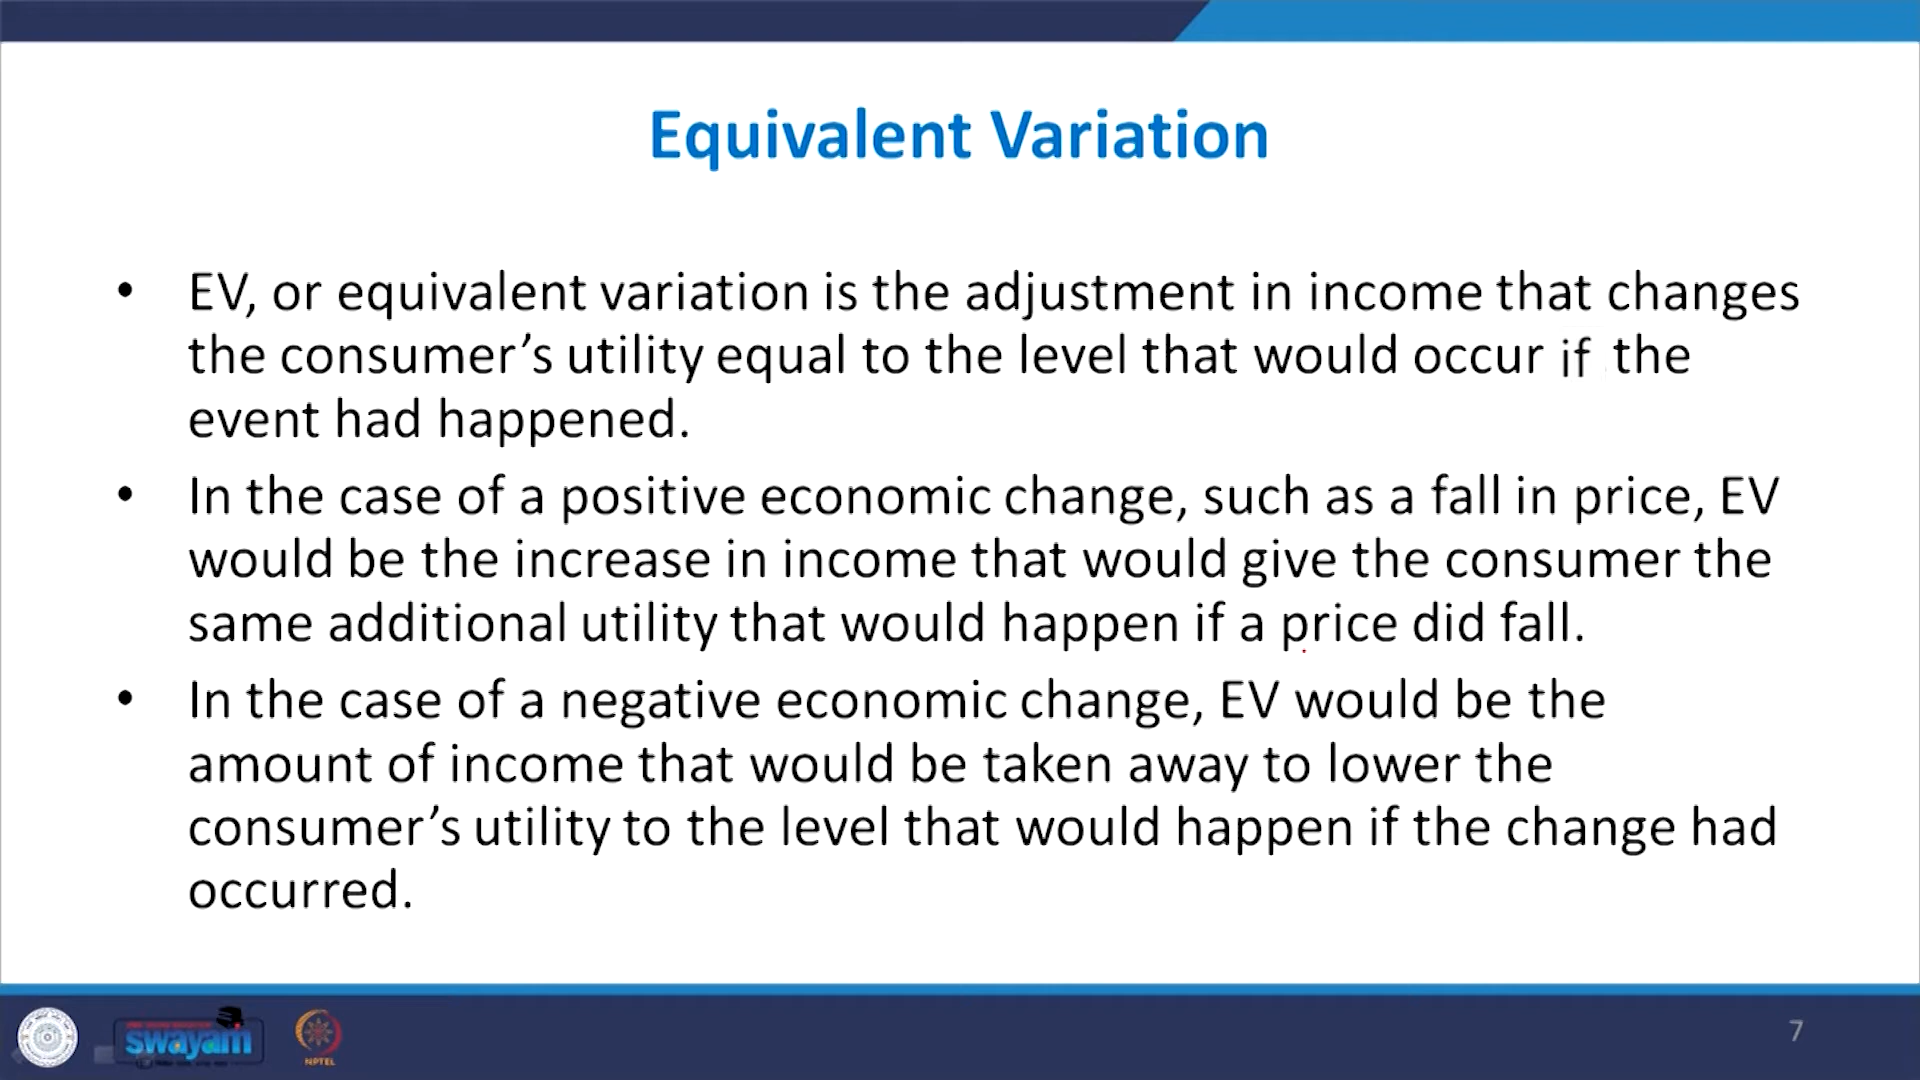 Equivalent Variation
• EV, or equivalent variation is the adjustment in income that changes
the consumer’s utility equal to the level that would occur if the
event had happened.
• In the case of a positive economic change, such as a fall in price, EV
would be the increase in income that would give the consumer the
same additional utility that would happen if a price did fall.
• In the case of a negative economic change, EV would be the
amount of income that would be taken away to lower the
consumer’s utility to the level that would happen if the change had
occurred.
swayam
NPTEL
7